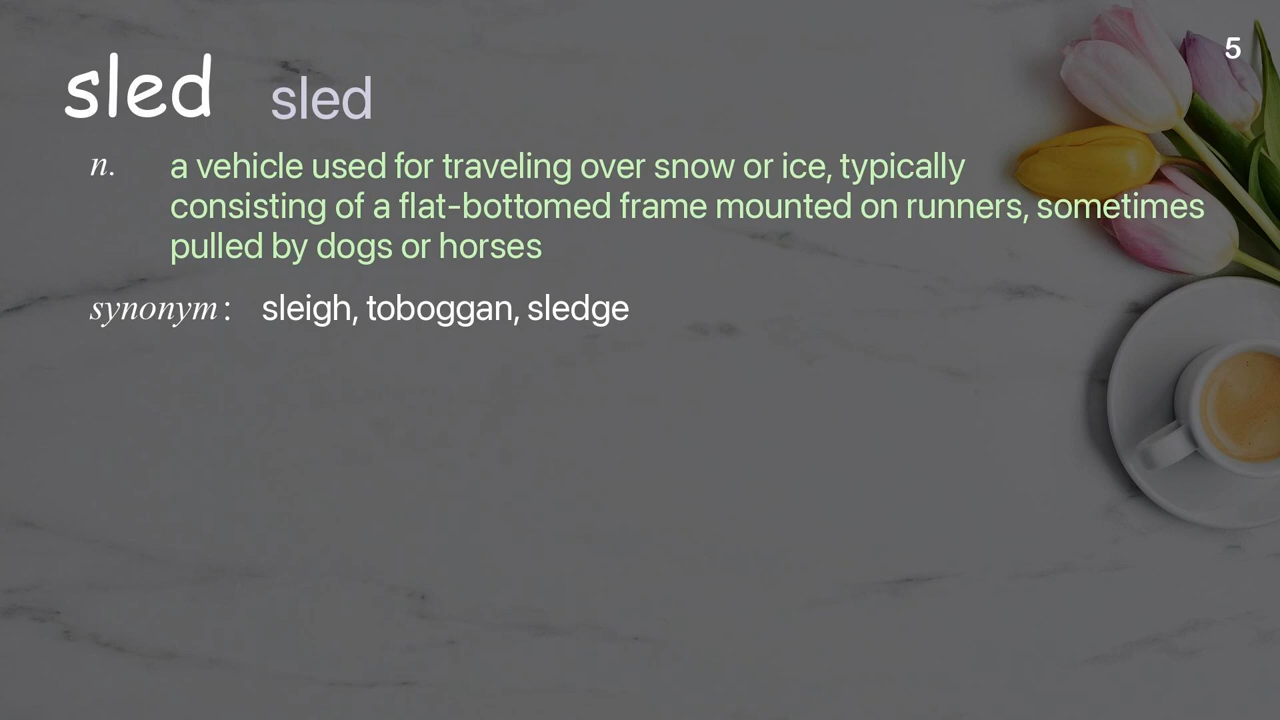 5
sled sled
n. a vehicle used for traveling over snow or ice, typically
consisting of a flat-bottomed frame mounted on runners, sometimes
pulled by dogs or horses
synonym: sleigh, toboggan, sledge